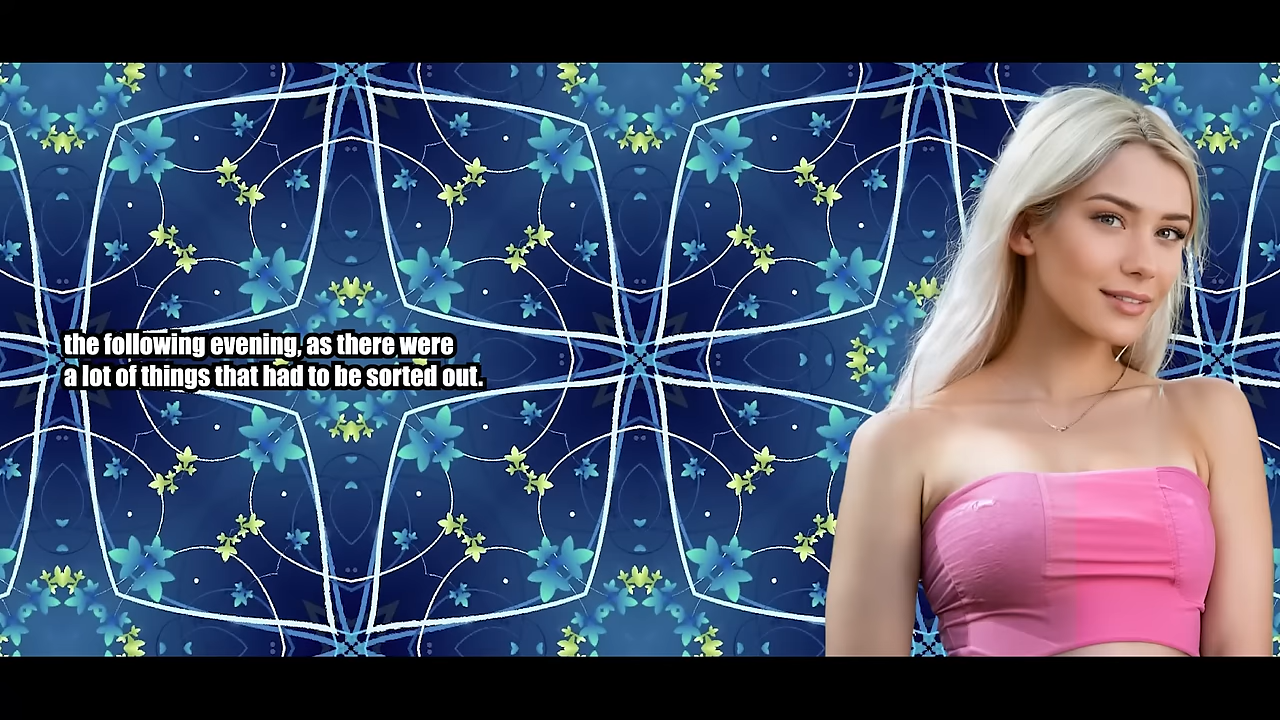 the following evening, as there were
a lot of things that had to be sorted out.